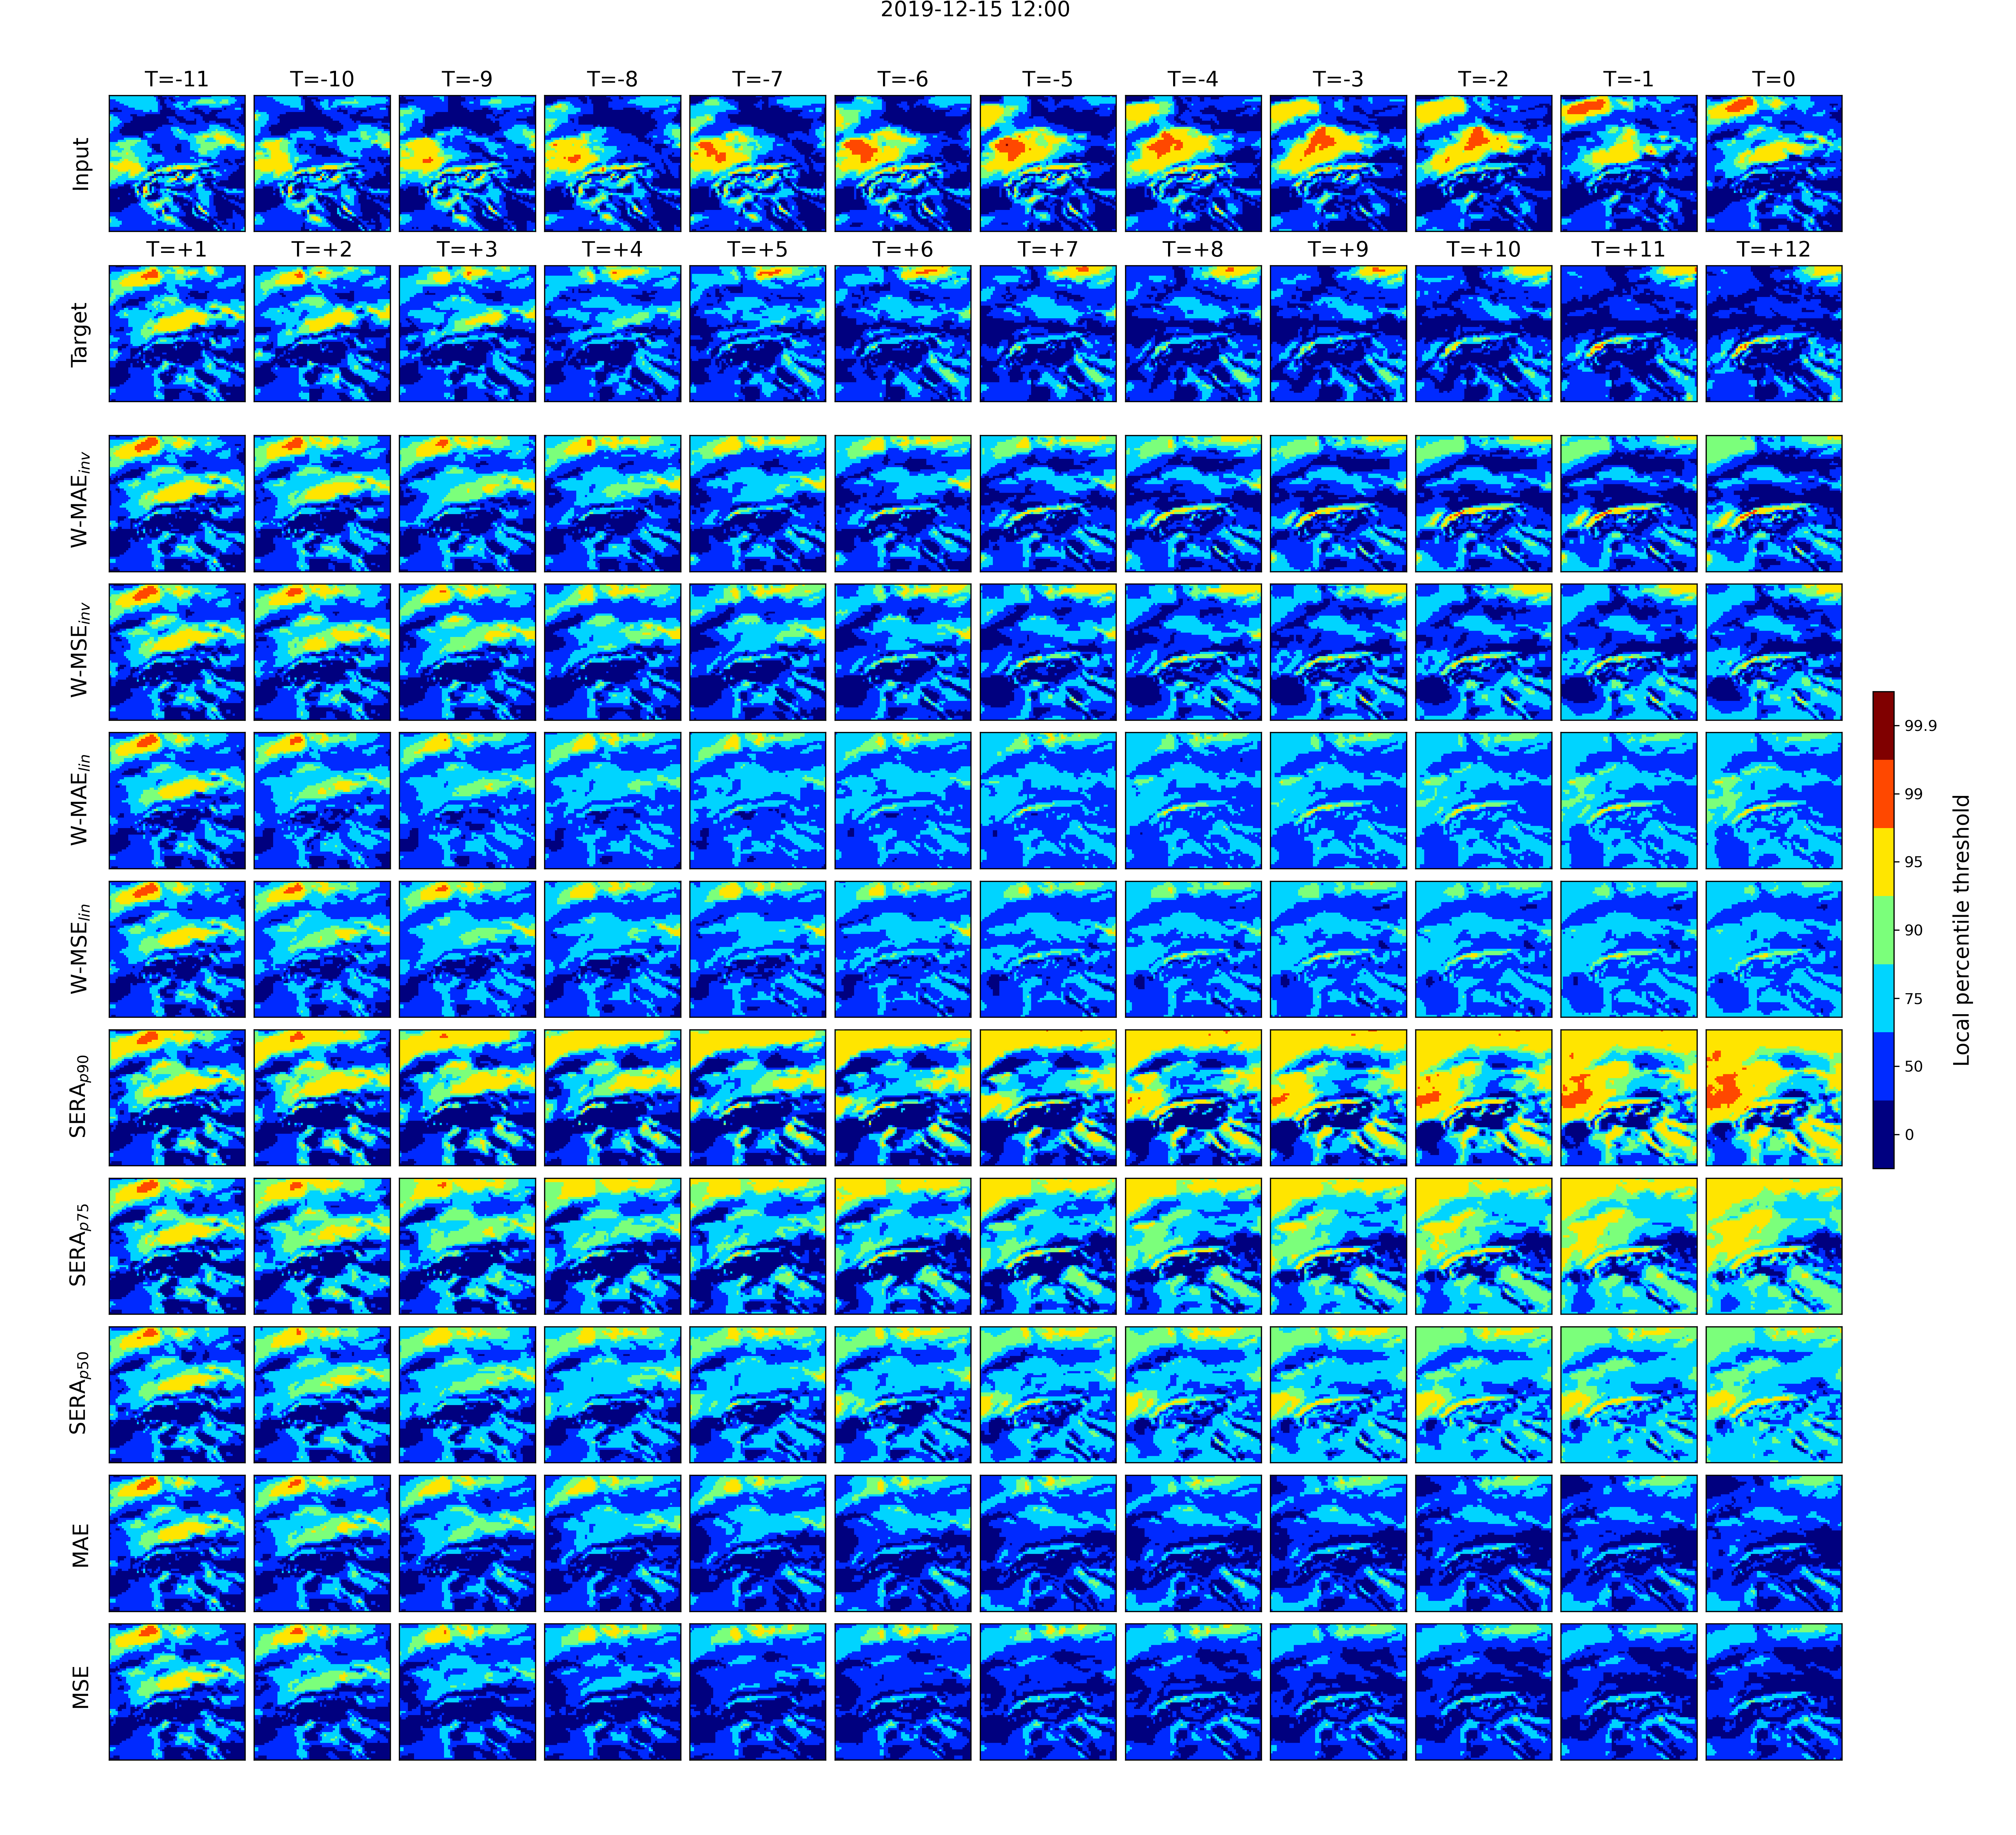 2019-12-15 12:00
T=-11 T=-10 T=-9 T=-8 T=-7 T=-6 T=-5 T=-4 T=-3 T=-2 T=-1 T=0
Input
T=+1 T=+2 T=+3 T=+4 T=+5 T=+6 T=+7 T=+8 T=+9 T=+10 T=+11 T=+12
Target
W-MAEinv
W-MSEinv
W-MAElin
W-MSElin
SERAp90
SERAp75
SERAp50
MAE
MSE
99.9
99
95
90
75
50
0
Local percentile threshold